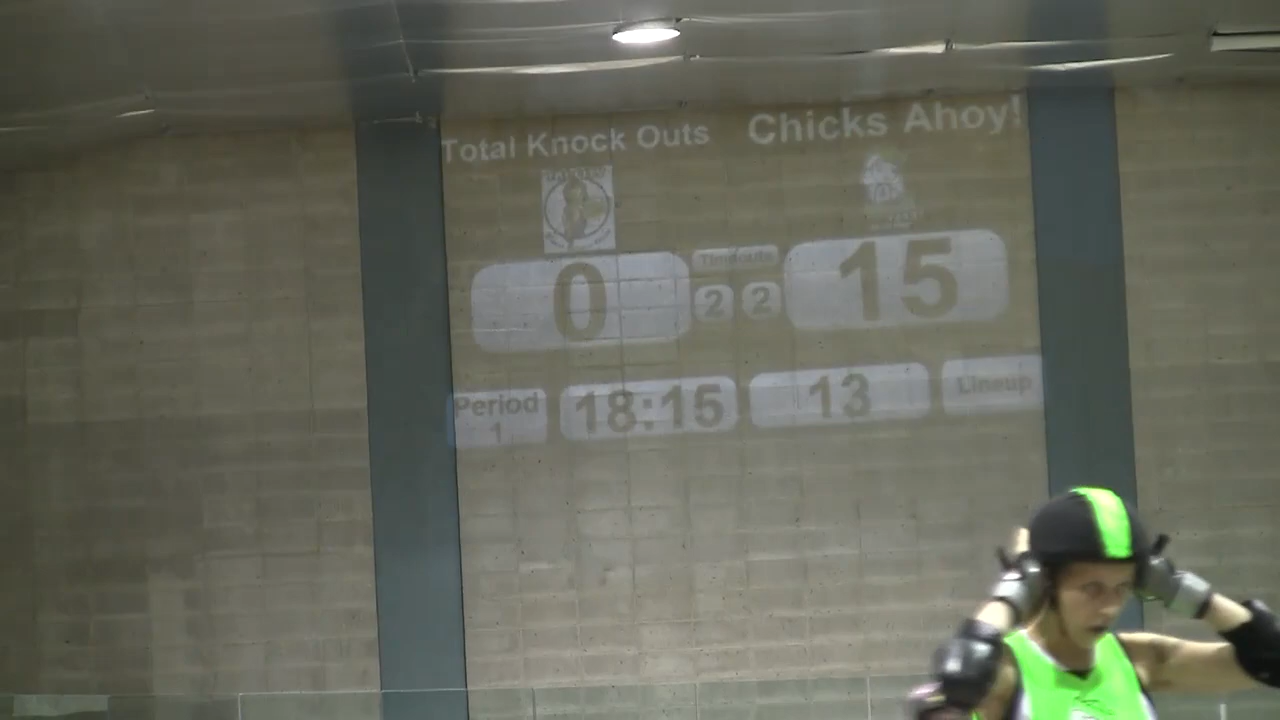 Total Knock Outs
Chicks Ahoy!
Timeouts
0
2
2
15
Period
1
18:15
13
Lineup